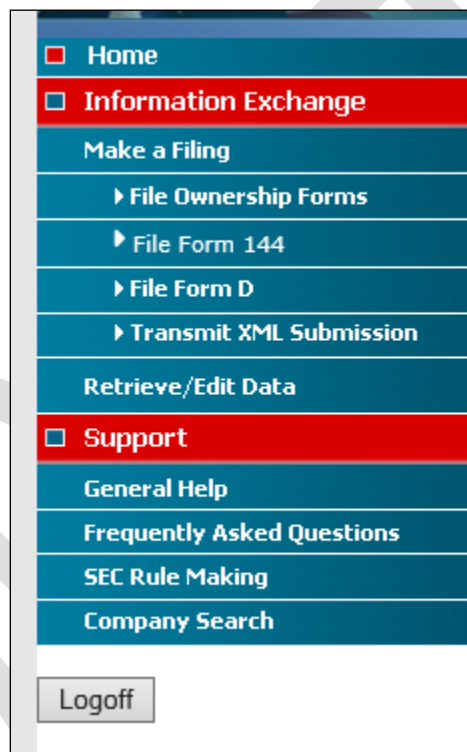 Home
Information Exchange
Make a Filing
File Ownership Forms
File Form 144
File Form D
Transmit XML Submission
Retrieve/Edit Data
Support
General Help
Frequently Asked Questions
SEC Rule Making
Company Search
Logoff